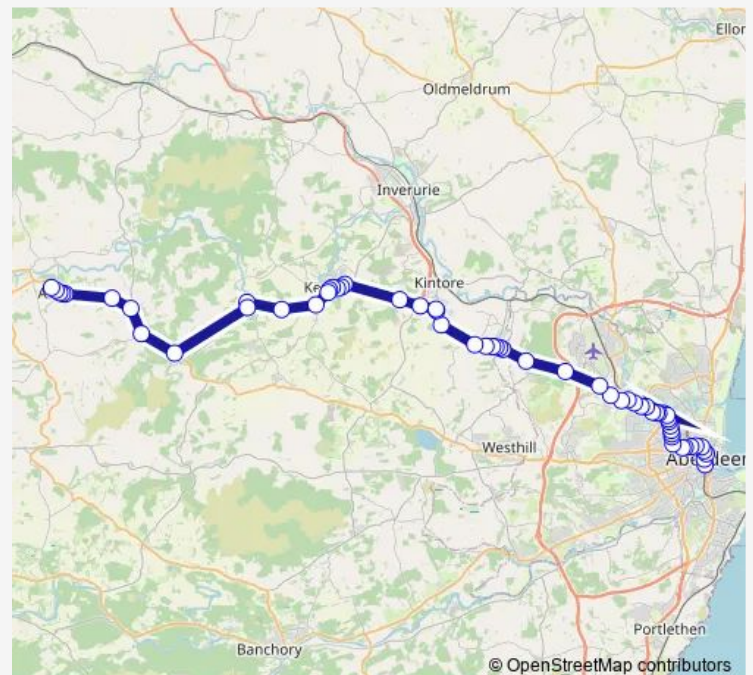 Ellon
Oldmeldrum
Inverurie
Kintore
Westhill
Banchory
Portlethen
© OpenStreetMap contributors